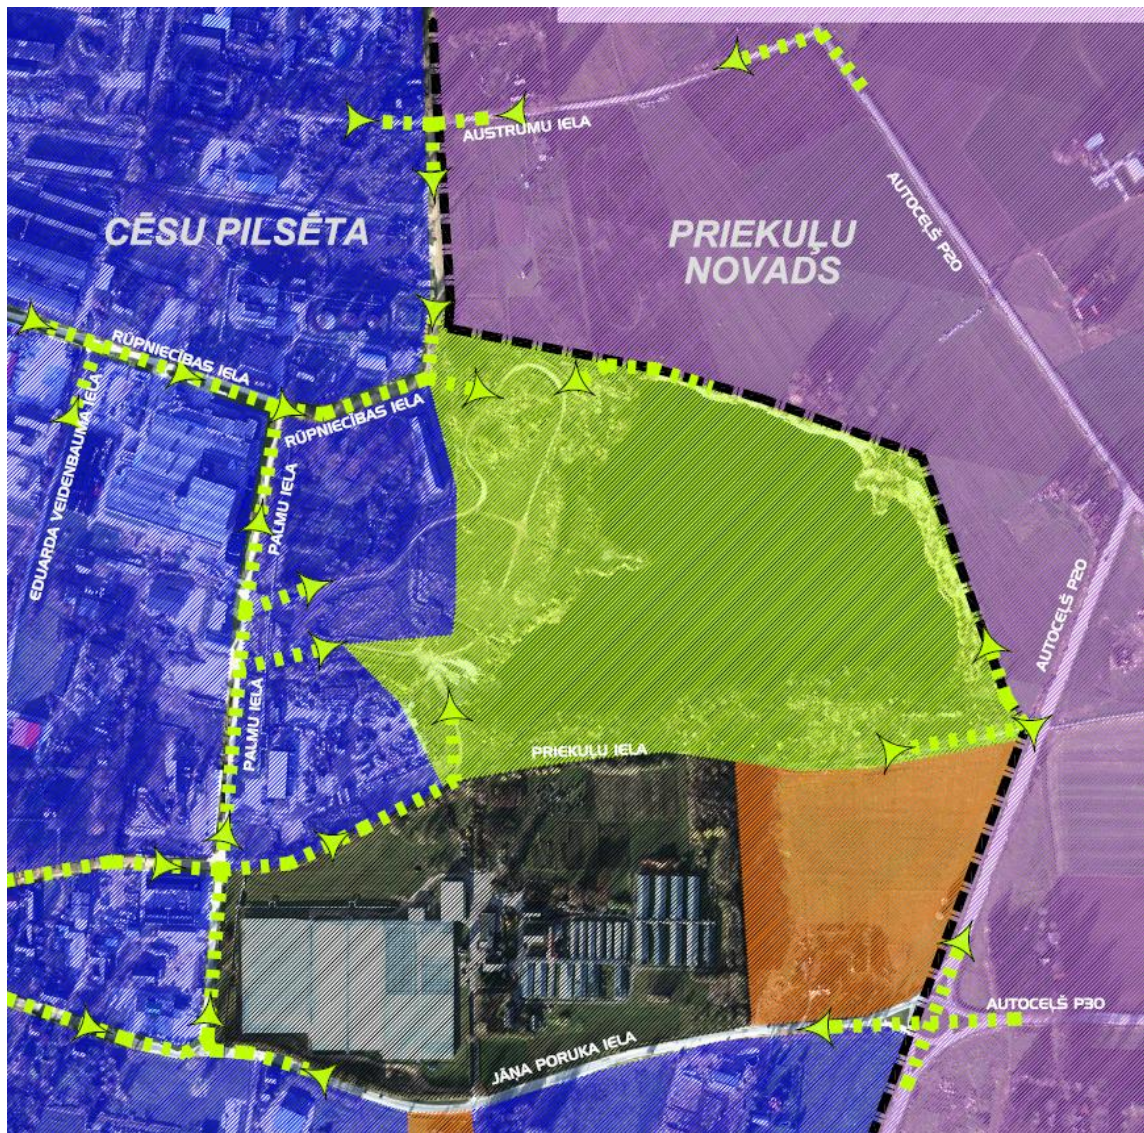 AUSTRUMU IELA
AUTOCEĻŠ P20
CĒSU PILSĒTA
PRIEKUĻU
NOVADS
RŪPNIECĪBAS IELA
RŪPNIECĪBAS IELA
EDUARDA VEIDENBAUMA IELA
PALMU IELA
AUTOCEĻŠ P20
PALMU IELA
PRIEKUĻU IELA
AUTOCEĻŠ P30
JĀŅA PORUKA IELA